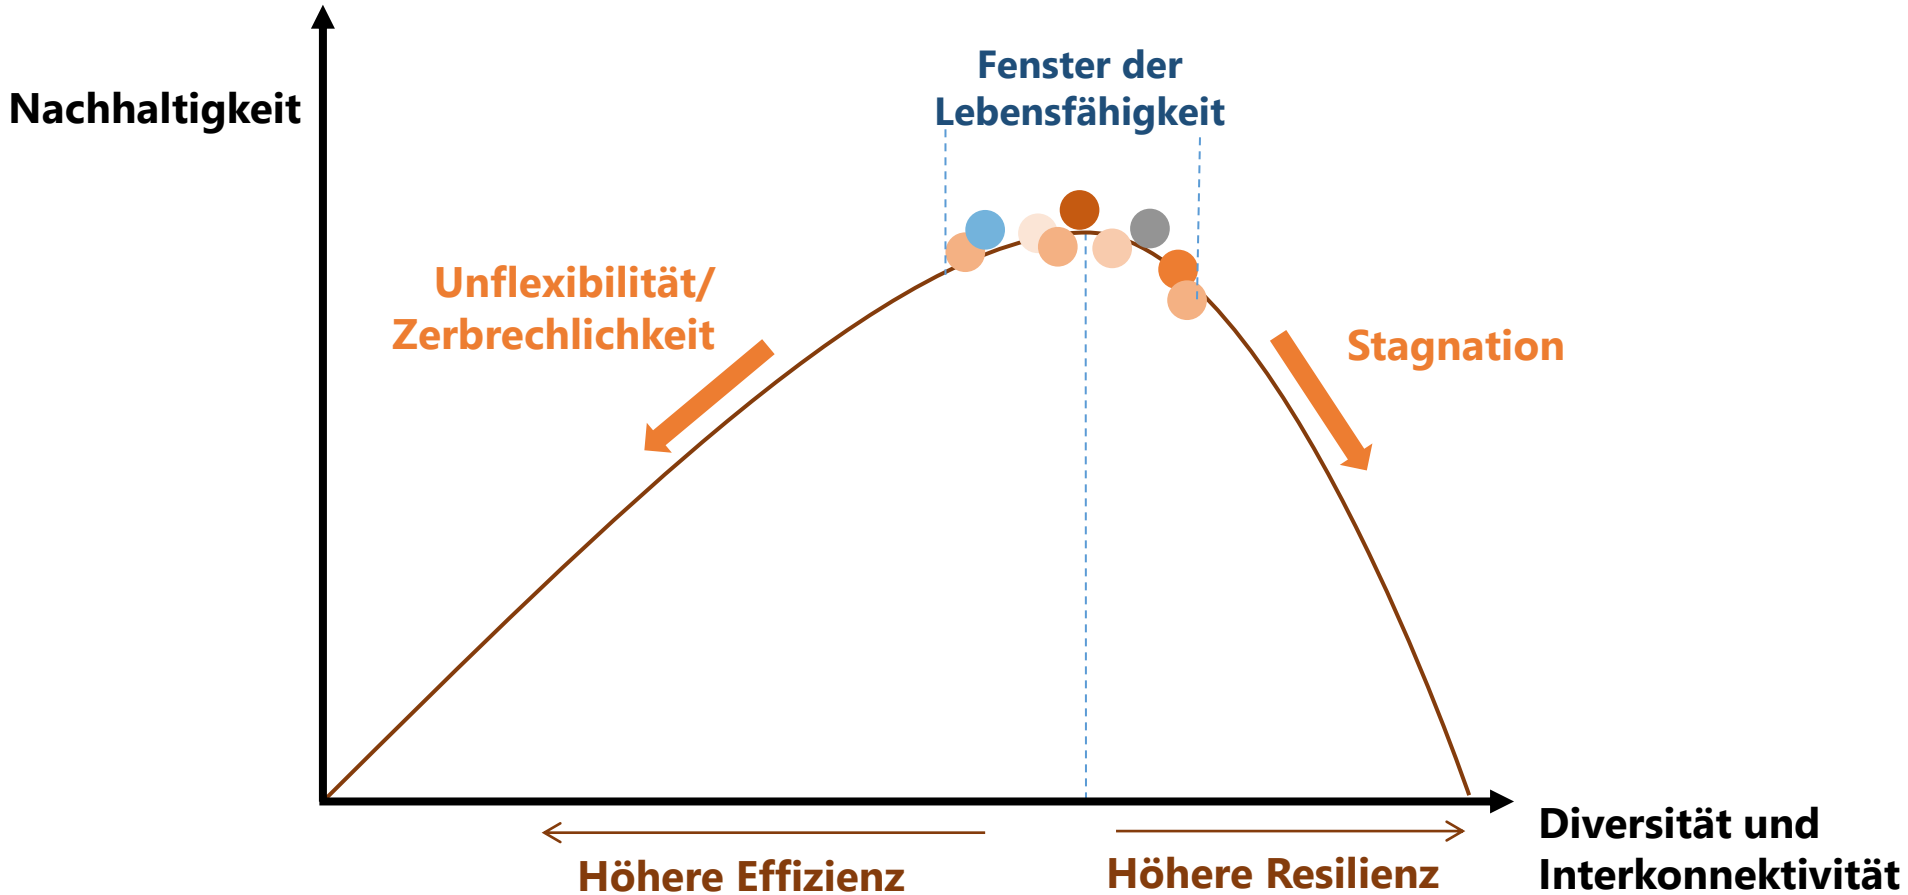 Nachhaltigkeit
Fenster der
Lebensfähigkeit
Unflexibilität/
Zerbrechlichkeit
Stagnation
Höhere Effizienz
Höhere Resilienz
Diversität und
Interkonnektivität